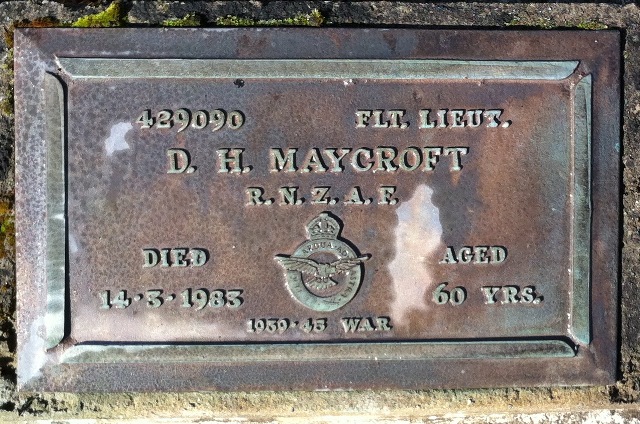 429090 FLT. LIEUT.
D. H. MAYCROFT
R.N.Z.A.F.
DIED AGED
14·3·1983 60 YRS.
1939-45 WAR